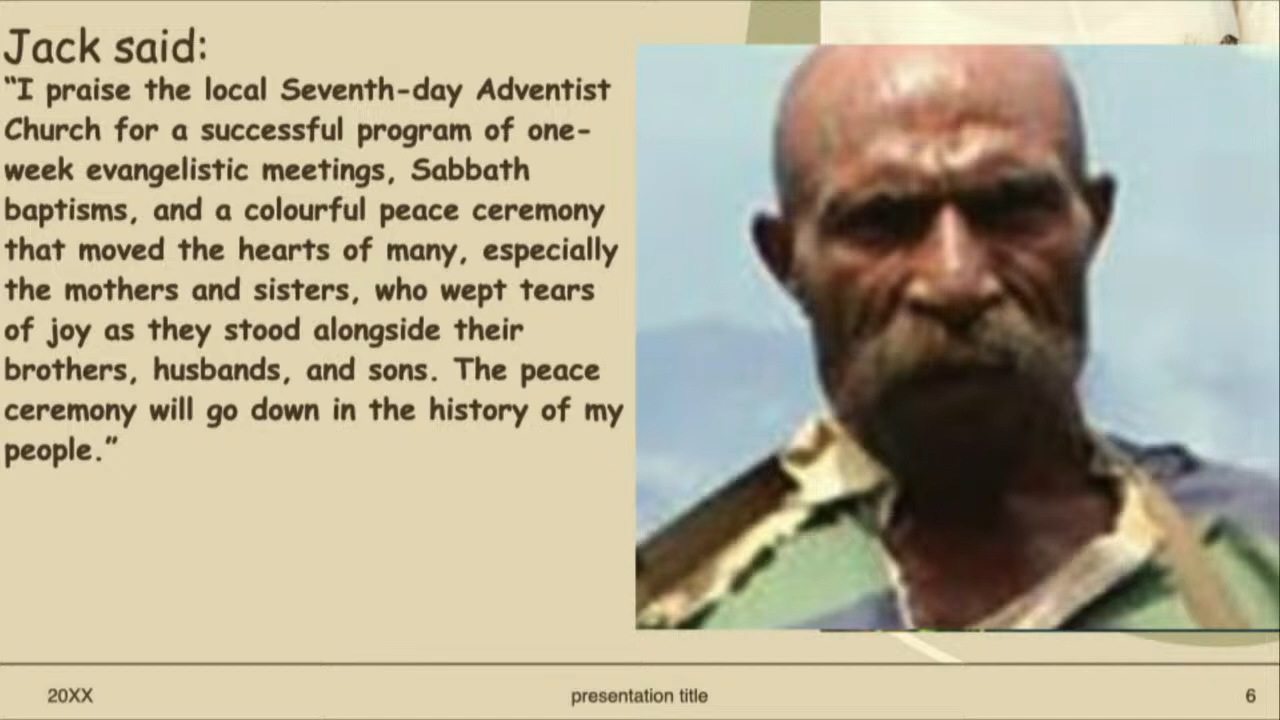 Jack said:
“I praise the local Seventh-day Adventist
Church for a successful program of one-
week evangelistic meetings, Sabbath
baptisms, and a colourful peace ceremony
that moved the hearts of many, especially
the mothers and sisters, who wept tears
of joy as they stood alongside their
brothers, husbands, and sons. The peace
ceremony will go down in the history of my
people.”
20XX
presentation title
6